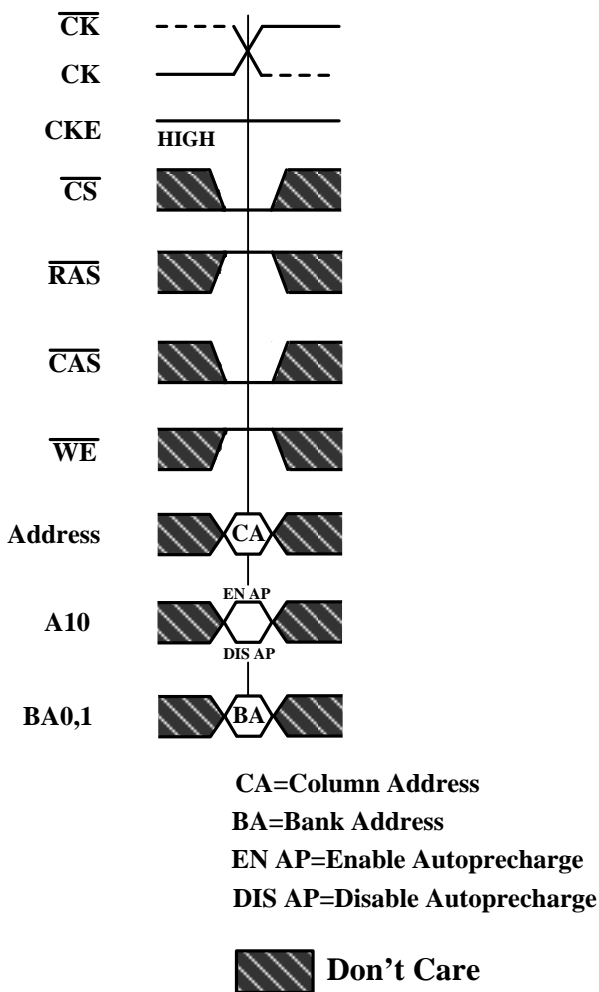 CK
CK
CKE
HIGH
CS
RAS
CAS
WE
Address
CA
EN AP
A10
DIS AP
BA0,1
BA
CA=Column Address
BA=Bank Address
EN AP=Enable Autoprecharge
DIS AP=Disable Autoprecharge
Don't Care